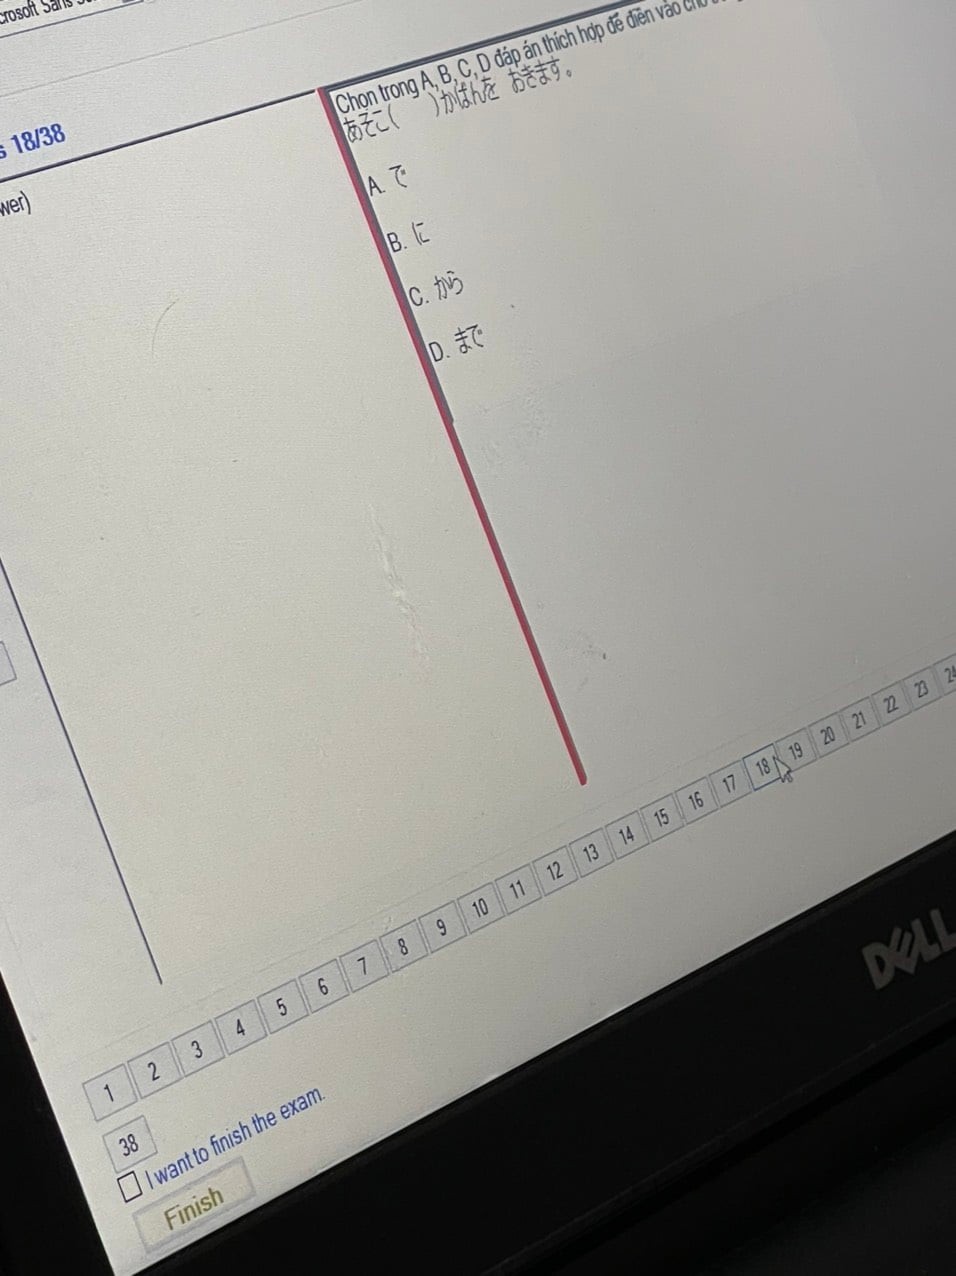 crosoft Sans
18/38
wer)
Chọn trong A, B, C, D đáp án thích hợp để điền vào
あそこ( )かばんを おきます。
A. で
B. に
C. から
D. まで
1 2 3 4 5 6 7 8 9 10 11 12 13 14 15 16 17 18 19 20 21 22 23 24
38
I want to finish the exam.
Finish
DELL